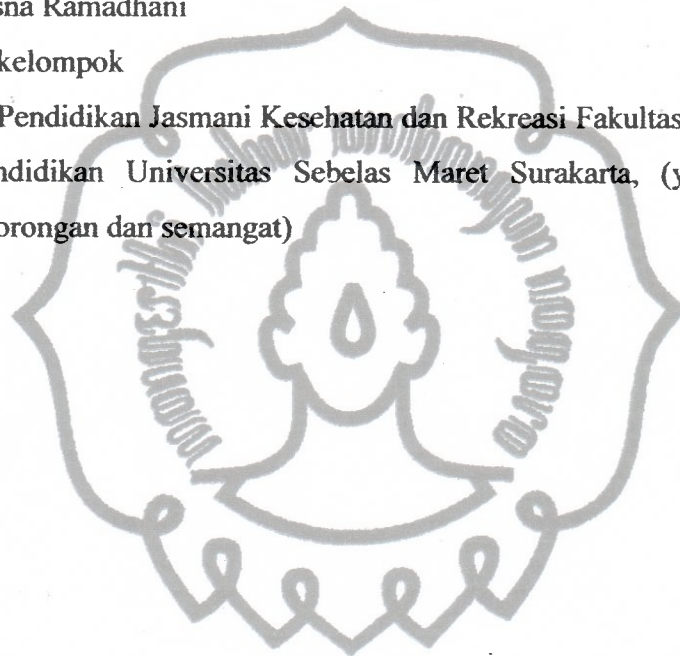 sna Ramadhani
kelompok
Pendidikan Jasmani Kesehatan dan Rekreasi Fakultas
ndidikan Universitas Sebelas Maret Surakarta, (y
orongan dan semangat)